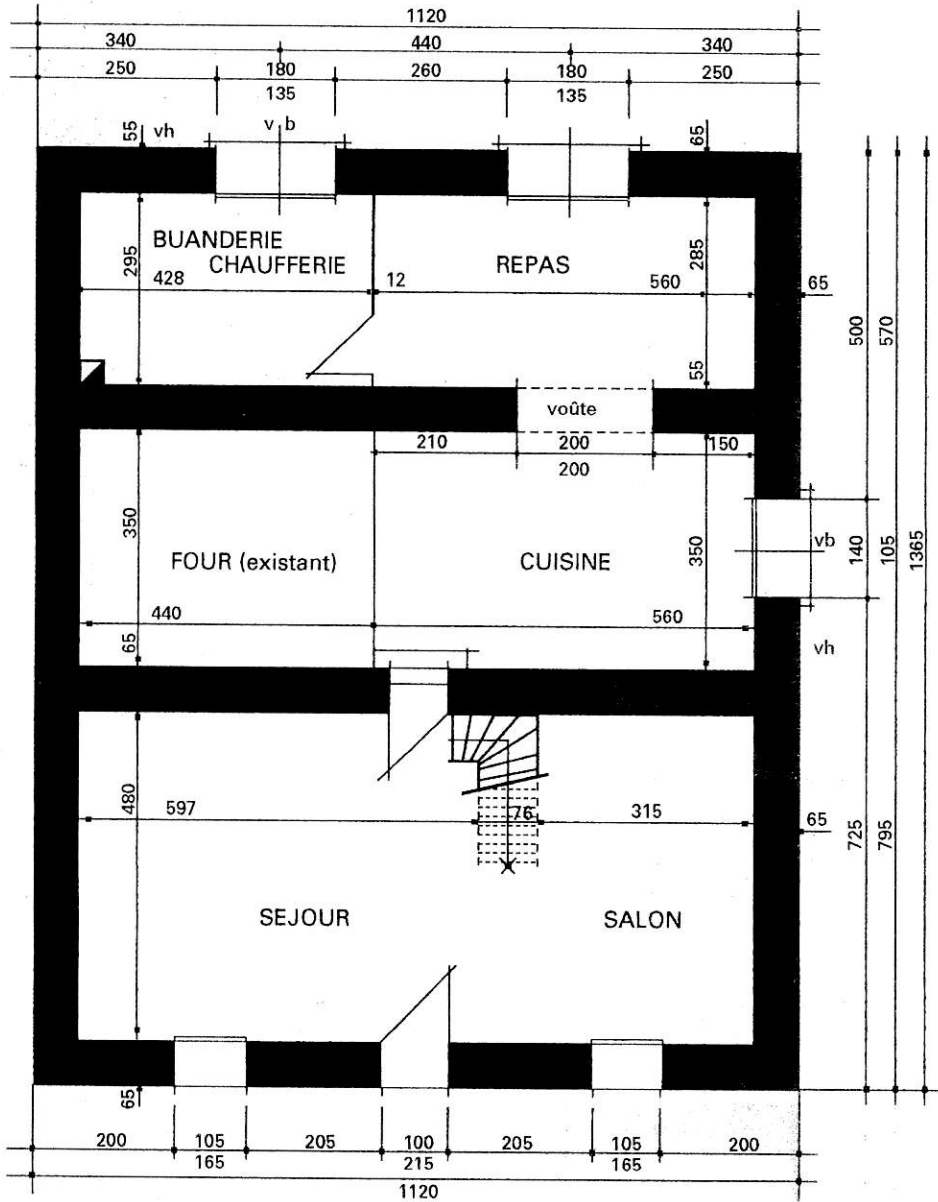 1120
340 440 340
250 180 260 180 250
135 135
55 vh v b 65
BUANDERIE
CHAUFFERIE REPAS
295 285
428 12 560 65
500 570
55
voûte
210 200 150
200
350 FOUR (existant) CUISINE 350 vb 140 105 1365
440 560
65 vh
480 597 76 315 65 725 795
SEJOUR SALON
65
200 105 205 100 205 105 200
165 215 165
1120